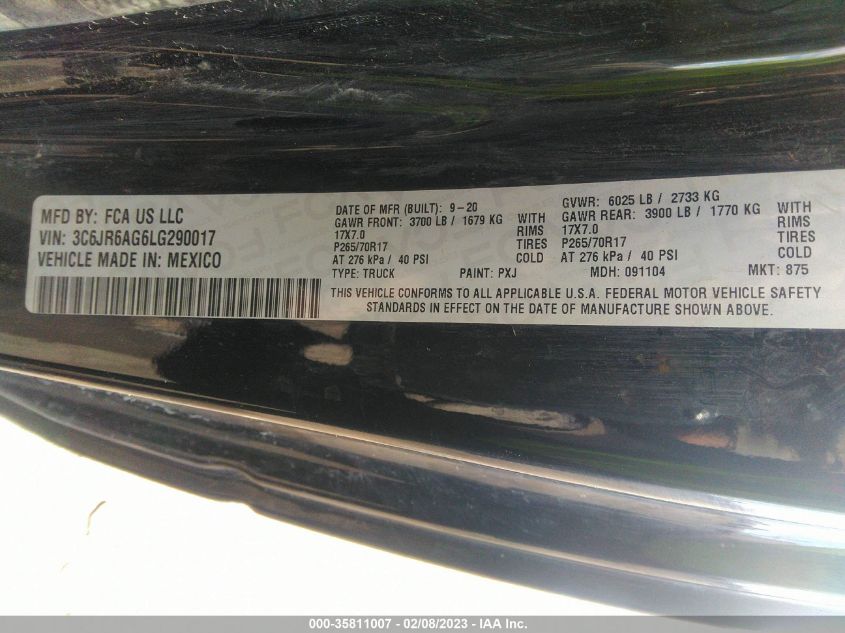 MFD BY: FCA US LLC
VIN: 3C6JR6AG6LG290017
VEHICLE MADE IN: MEXICO
DATE OF MFR (BUILT): 9-20
GAWR FRONT: 3700 LB / 1679 KG WITH
17X7.0 RIMS
P265/70R17 TIRES
AT 276 kPa / 40 PSI COLD
GVWR: 6025 LB / 2733 KG
GAWR REAR: 3900 LB / 1770 KG WITH
17X7.0 RIMS
P265/70R17 TIRES
AT 276 kPa / 40 PSI COLD
TYPE: TRUCK PAINT: PXJ MDH: 091104 MKT: 875
THIS VEHICLE CONFORMS TO ALL APPLICABLE U.S.A. FEDERAL MOTOR VEHICLE SAFETY
STANDARDS IN EFFECT ON THE DATE OF MANUFACTURE SHOWN ABOVE.
000-35811007 - 02/08/2023 - IAA Inc.